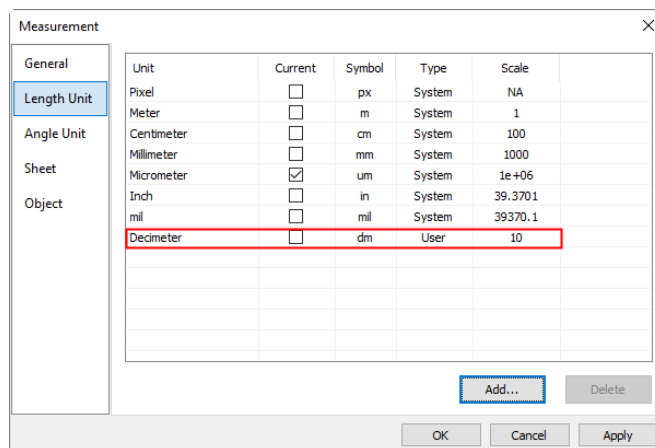 Measurement
General
Length Unit
Angle Unit
Sheet
Object
Unit Current Symbol Type Scale
Pixel px System NA
Meter m System 1
Centimeter cm System 100
Millimeter mm System 1000
Micrometer um System 1e+06
Inch in System 39.3701
mil mil System 39370.1
Decimeter dm User 10
Add... Delete
OK Cancel Apply